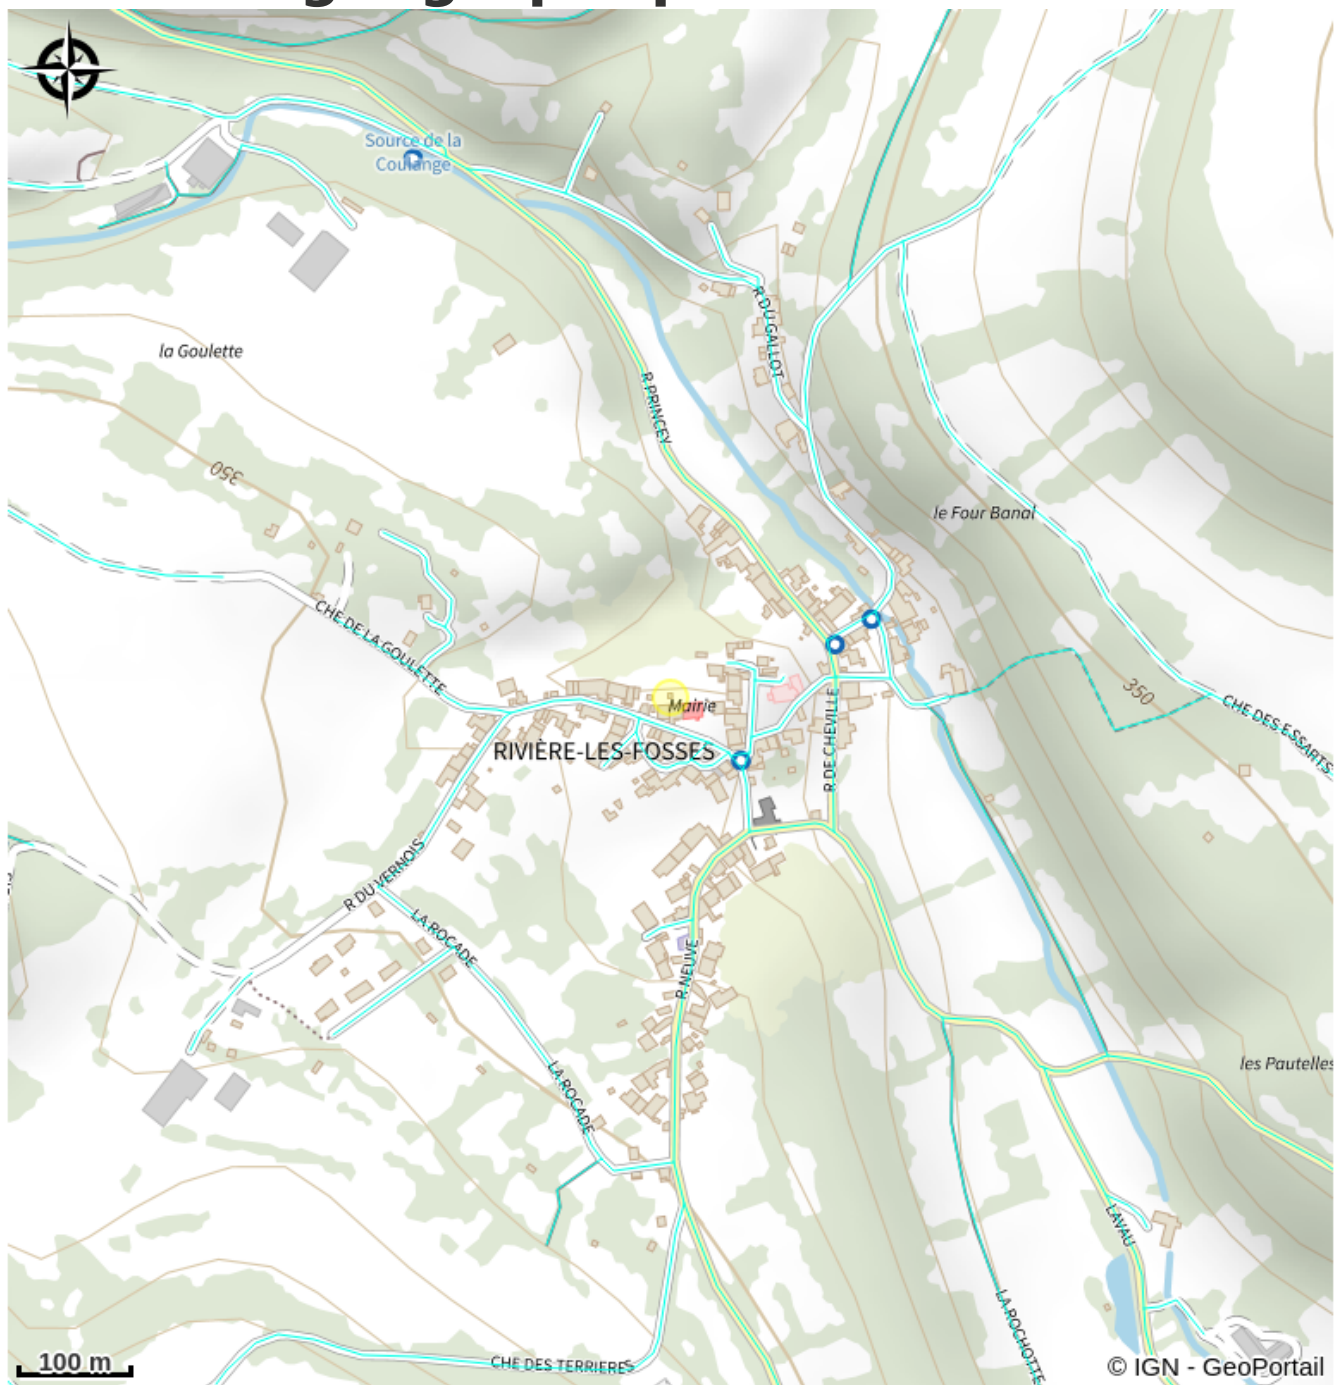 Source de la
Coulange
R DU GALLOT
la Goulette
R PRINCEY
350
le Four Banal
CHE DE LA GOULETTE
350
CHE DES ESSARTS
Mairie
R DE CHEVILLE
RIVIÈRE-LES-FOSSES
R DU VERNOIS
LA ROCADE
R NEUVE
les Pautelles
LA ROCADE
LAVAU
LA ROCHOTTE
CHE DES TERRIERES
100 m
© IGN - GeoPortail